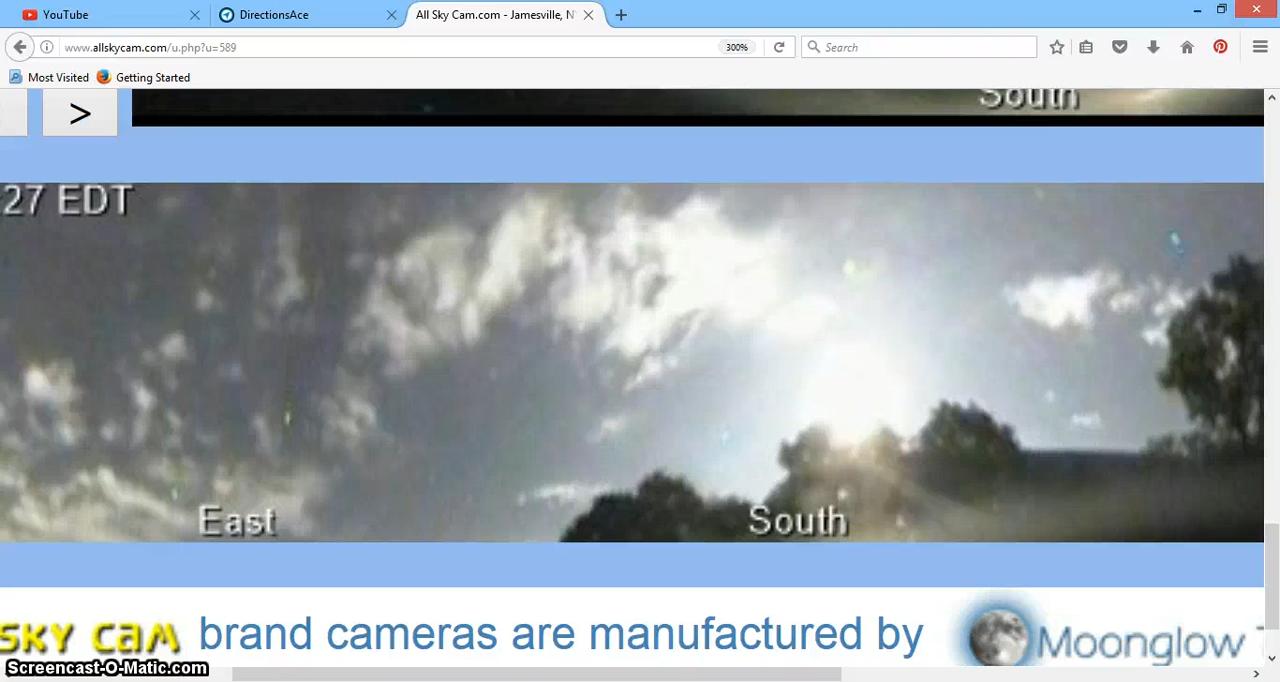 YouTube
DirectionsAce
All Sky Cam.com - Jamesville, N
www.allskycam.com/u.php?u=589
300%
Search
Most Visited
Getting Started
>
South
:27 EDT
East
South
SKY CAM brand cameras are manufactured by Moonglow T
Screencast-O-Matic.com